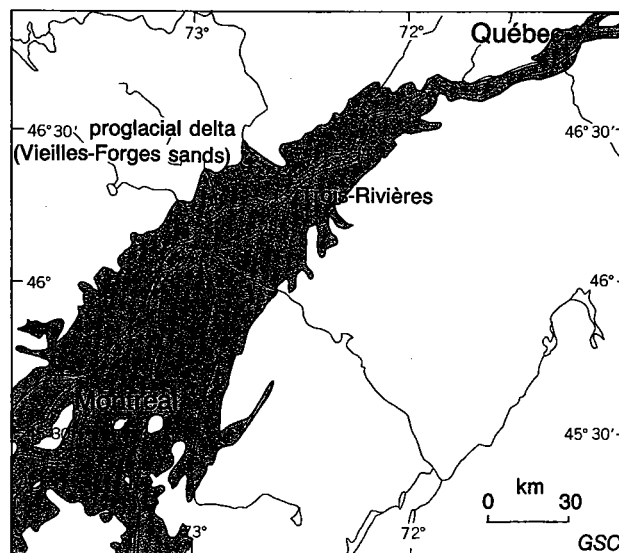 73° 72°
Québec
46° 30' proglacial delta 46° 30'
(Vieilles-Forges sands)
Trois-Rivières
46° 46°
Montréal
45° 30' 45° 30'
km
0 30
73° 72°
GSC